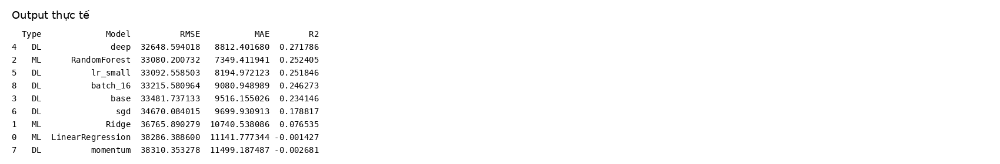 Output thực tế
Type Model RMSE MAE R2
4 DL deep 32648.594018 8812.401680 0.271786
2 ML RandomForest 33080.200732 7349.411941 0.252405
5 DL lr_small 33092.558503 8194.972123 0.251846
8 DL batch_16 33215.580964 9080.948989 0.246273
3 DL base 33481.737133 9516.155026 0.234146
6 DL sgd 34670.084015 9699.930913 0.178817
1 ML Ridge 36765.890279 10740.538086 0.076535
0 ML LinearRegression 38286.388600 11141.777344 -0.001427
7 DL momentum 38310.353278 11499.187487 -0.002681